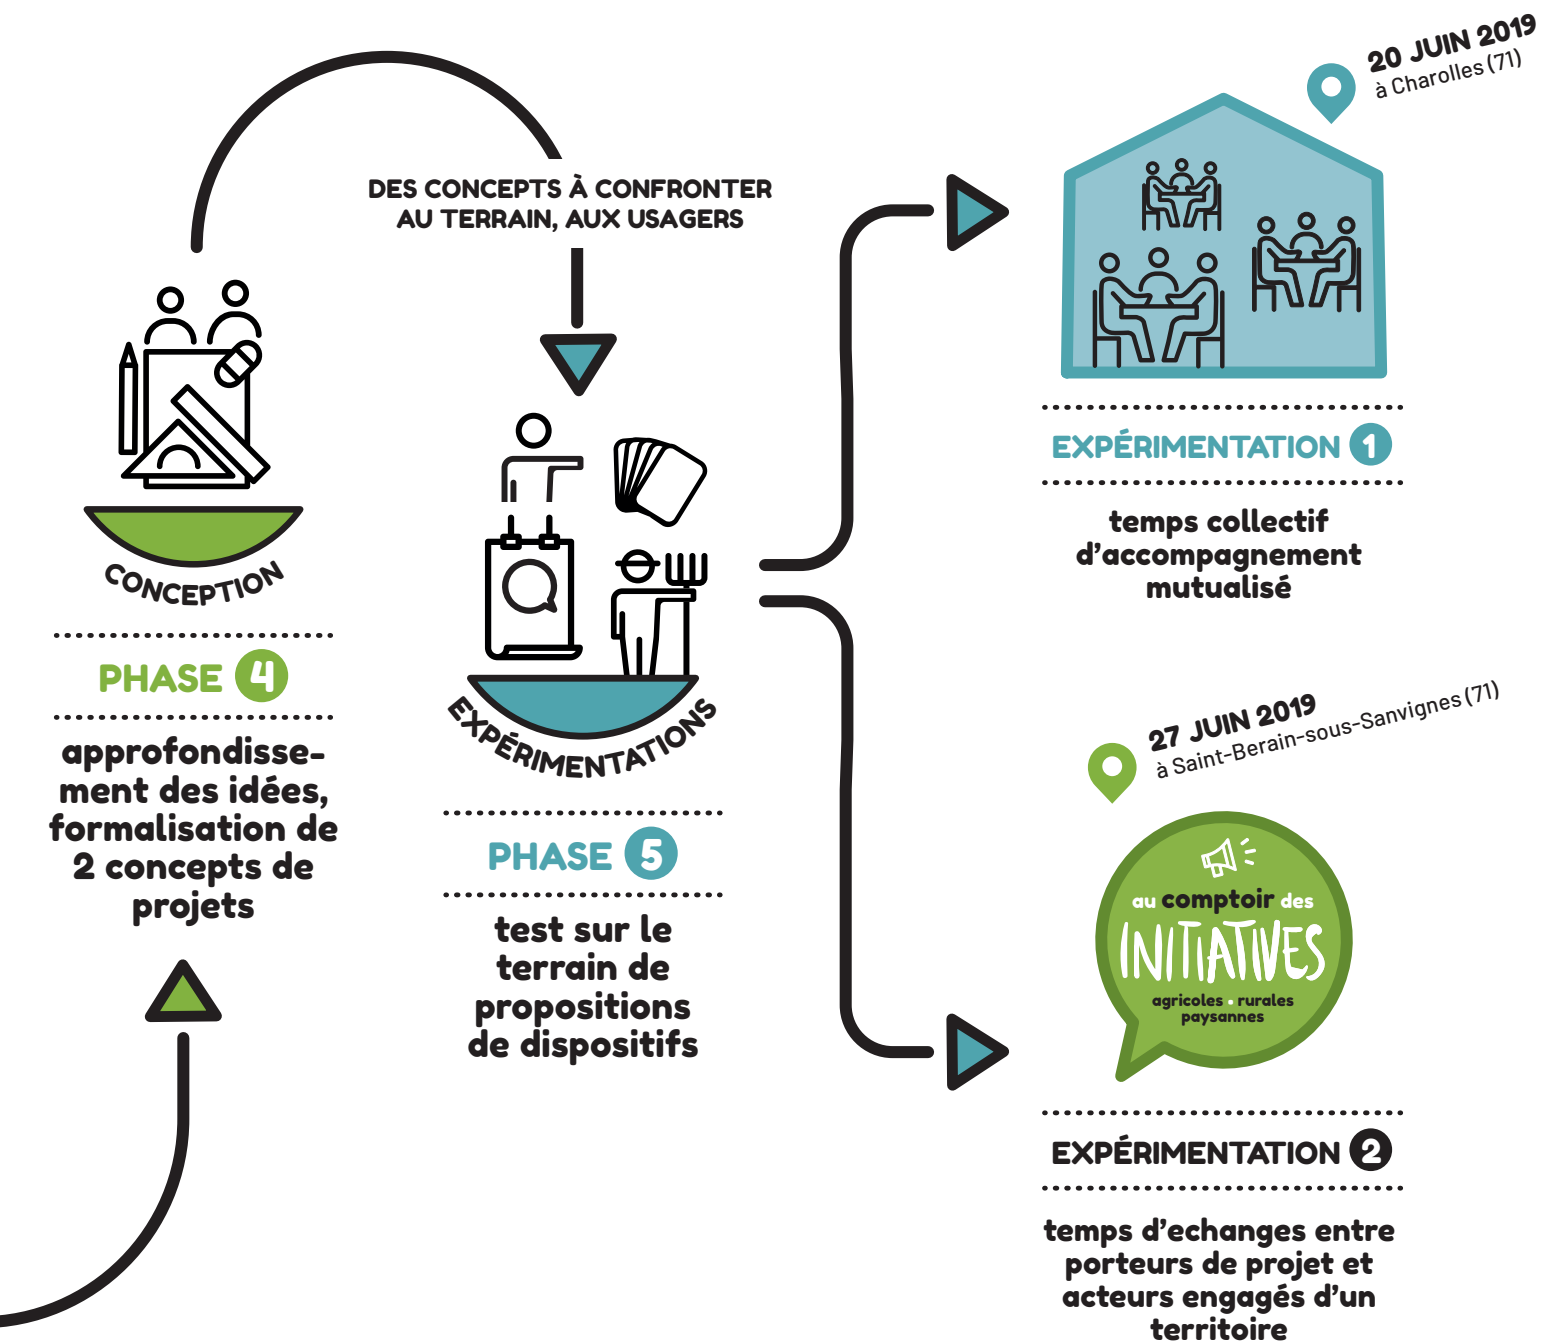 DES CONCEPTS À CONFRONTER
AU TERRAIN, AUX USAGERS
CONCEPTION
PHASE 4
approfondisse-
ment des idées,
formalisation de
2 concepts de
projets
EXPÉRIMENTATIONS
PHASE 5
test sur le
terrain de
propositions
de dispositifs
20 JUIN 2019
à Charolles (71)
EXPÉRIMENTATION 1
temps collectif
d'accompagnement
mutualisé
27 JUIN 2019
à Saint-Berain-sous-Sanvignes (71)
au comptoir des
INITIATIVES
agricoles • rurales
paysannes
EXPÉRIMENTATION 2
temps d'echanges entre
porteurs de projet et
acteurs engagés d'un
territoire